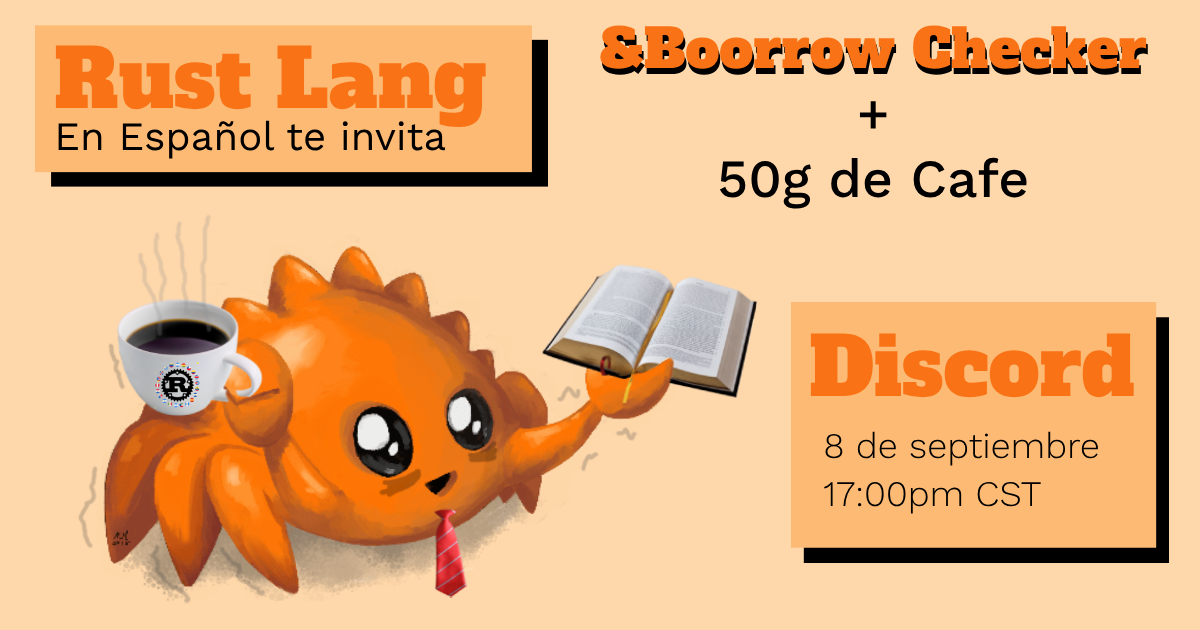 Rust Lang
En Español te invita
&Boorrow Checker
+
50g de Cafe
R
Discord
8 de septiembre
17:00pm CST